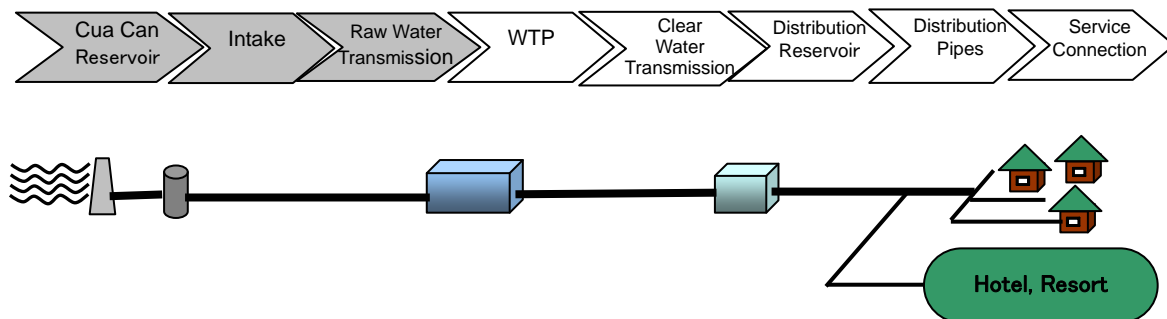 Cua Can
Reservoir
Intake
Raw Water
Transmission
WTP
Clear
Water
Transmission
Distribution
Reservoir
Distribution
Pipes
Service
Connection
Hotel, Resort